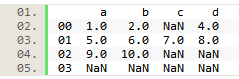 01. a b c d
02. 00 1.0 2.0 NaN 4.0
03. 01 5.0 6.0 7.0 8.0
04. 02 9.0 10.0 NaN NaN
05. 03 NaN NaN NaN NaN